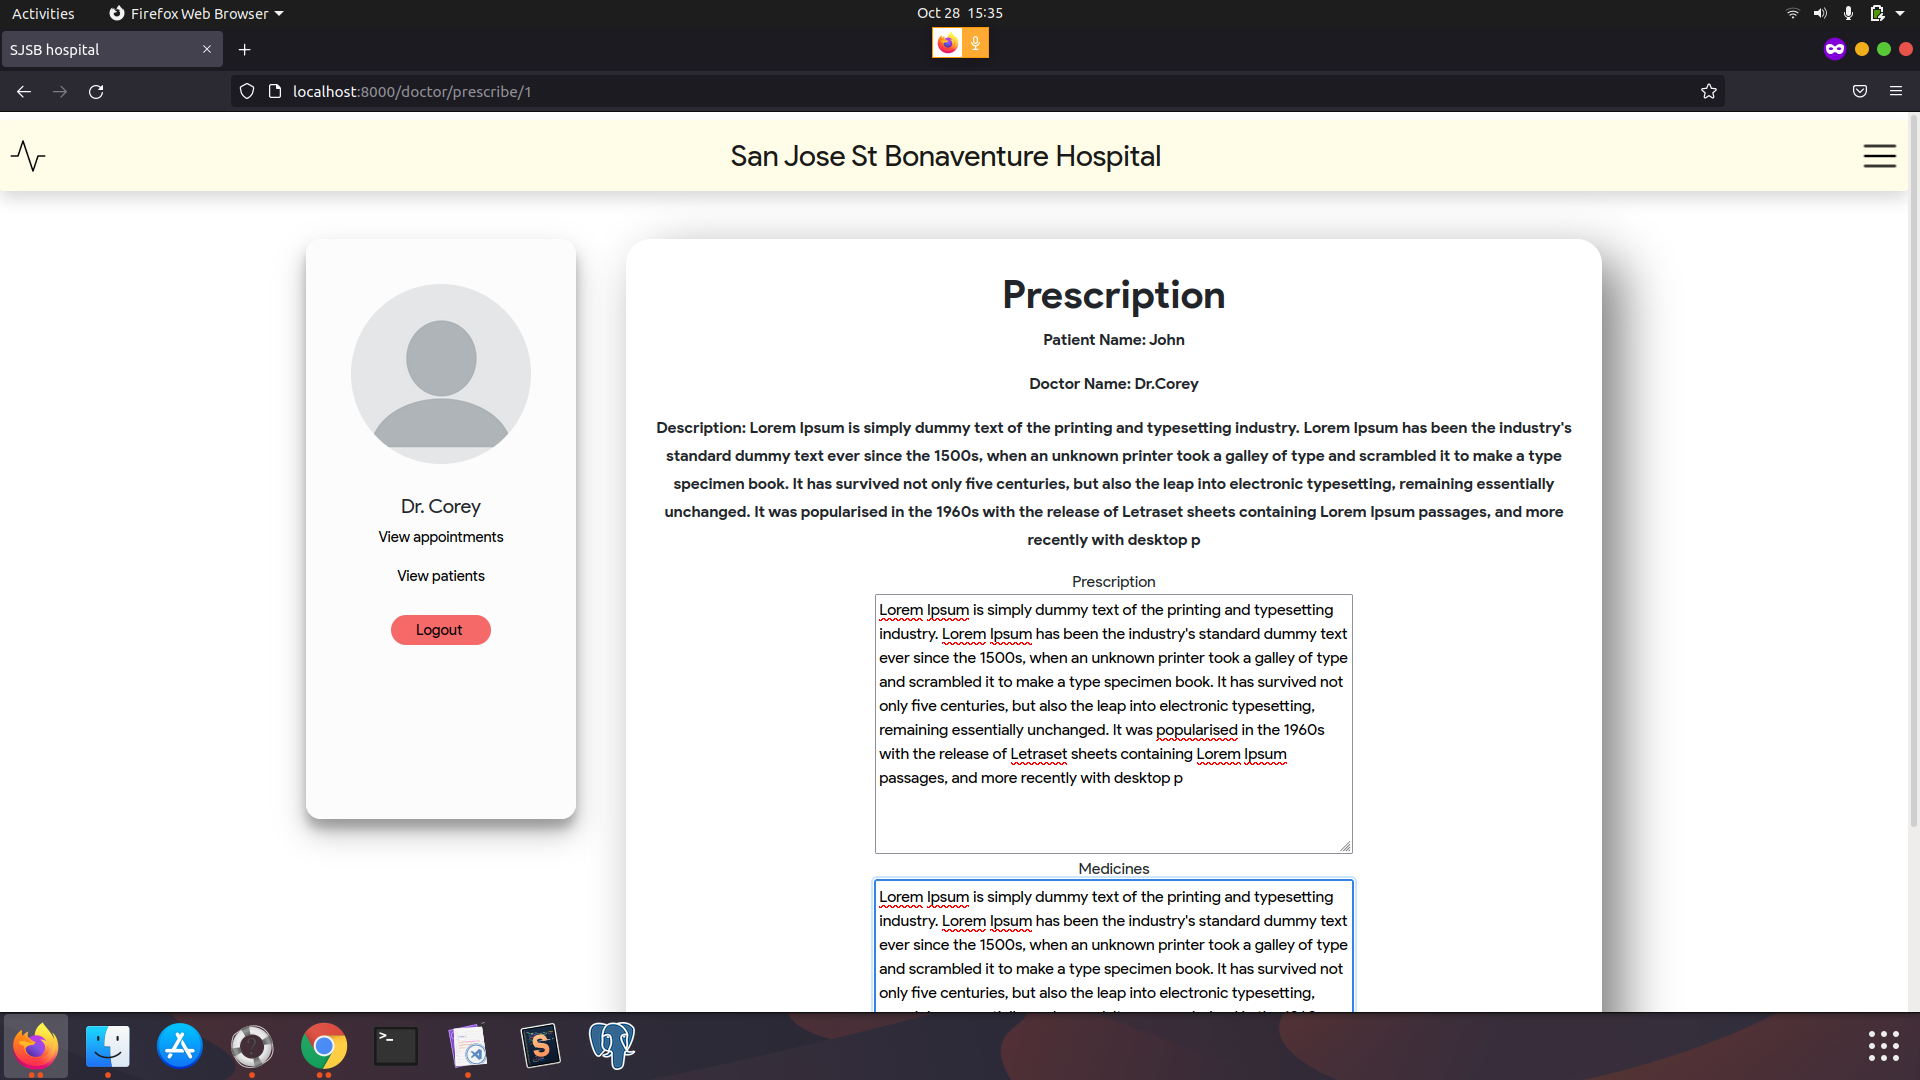 Activities
Firefox Web Browser
Oct 28 15:35
SJSB hospital
localhost:8000/doctor/prescribe/1
San Jose St Bonaventure Hospital
Dr. Corey
View appointments
View patients
Logout
Prescription
Patient Name: John
Doctor Name: Dr.Corey
Description: Lorem Ipsum is simply dummy text of the printing and typesetting industry. Lorem Ipsum has been the industry's
standard dummy text ever since the 1500s, when an unknown printer took a galley of type and scrambled it to make a type
specimen book. It has survived not only five centuries, but also the leap into electronic typesetting, remaining essentially
unchanged. It was popularised in the 1960s with the release of Letraset sheets containing Lorem Ipsum passages, and more
recently with desktop p
Prescription
Lorem Ipsum is simply dummy text of the printing and typesetting
industry. Lorem Ipsum has been the industry's standard dummy text
ever since the 1500s, when an unknown printer took a galley of type
and scrambled it to make a type specimen book. It has survived not
only five centuries, but also the leap into electronic typesetting,
remaining essentially unchanged. It was popularised in the 1960s
with the release of Letraset sheets containing Lorem Ipsum
passages, and more recently with desktop p
Medicines
Lorem Ipsum is simply dummy text of the printing and typesetting
industry. Lorem Ipsum has been the industry's standard dummy text
ever since the 1500s, when an unknown printer took a galley of type
and scrambled it to make a type specimen book. It has survived not
only five centuries, but also the leap into electronic typesetting,